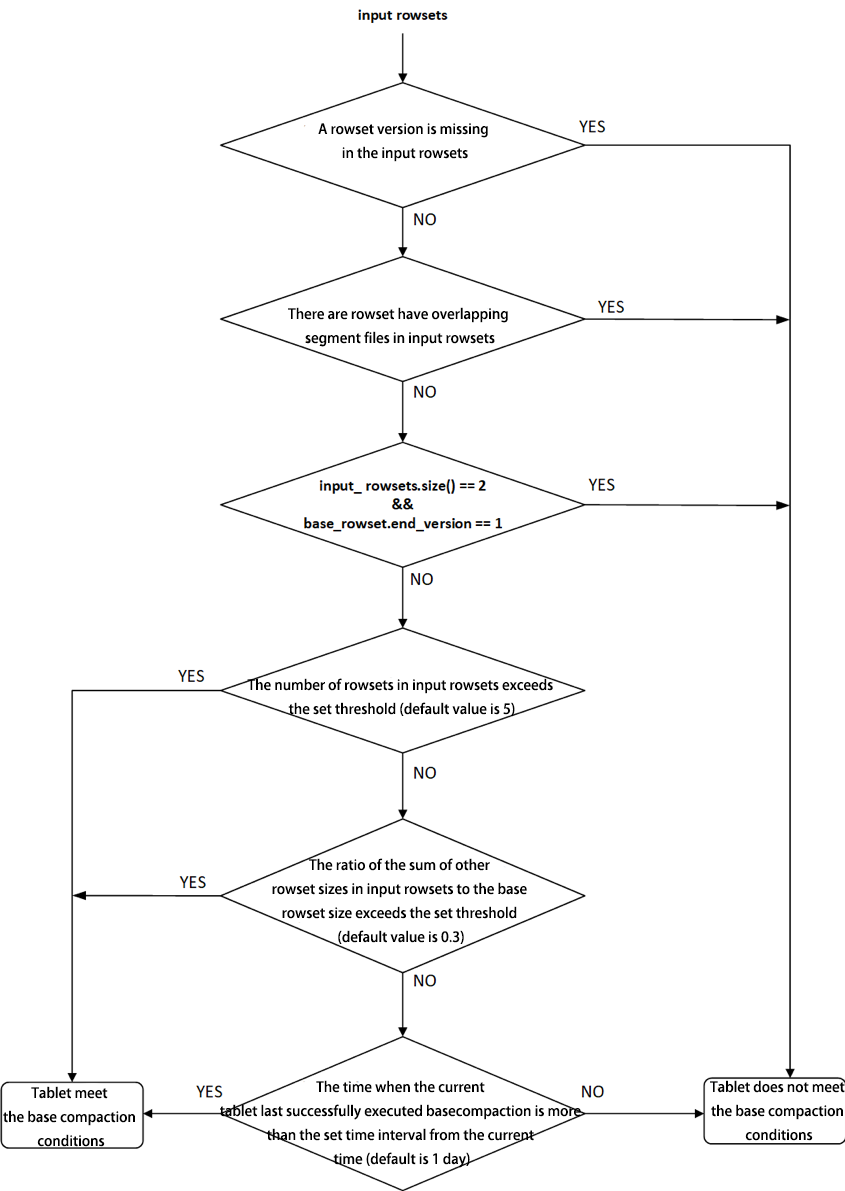 input rowsets
A rowset version is missing
in the input rowsets
YES
NO
There are rowset have overlapping
segment files in input rowsets
YES
NO
input_ rowsets.size() == 2
&&
base_rowset.end_version == 1
YES
NO
YES
The number of rowsets in input rowsets exceeds
the set threshold (default value is 5)
NO
The ratio of the sum of other
rowset sizes in input rowsets to the base
rowset size exceeds the set threshold
(default value is 0.3)
YES
NO
The time when the current
tablet last successfully executed basecompaction is more
than the set time interval from the current
time (default is 1 day)
YES
NO
Tablet meet
the base compaction
conditions
Tablet does not meet
the base compaction
conditions